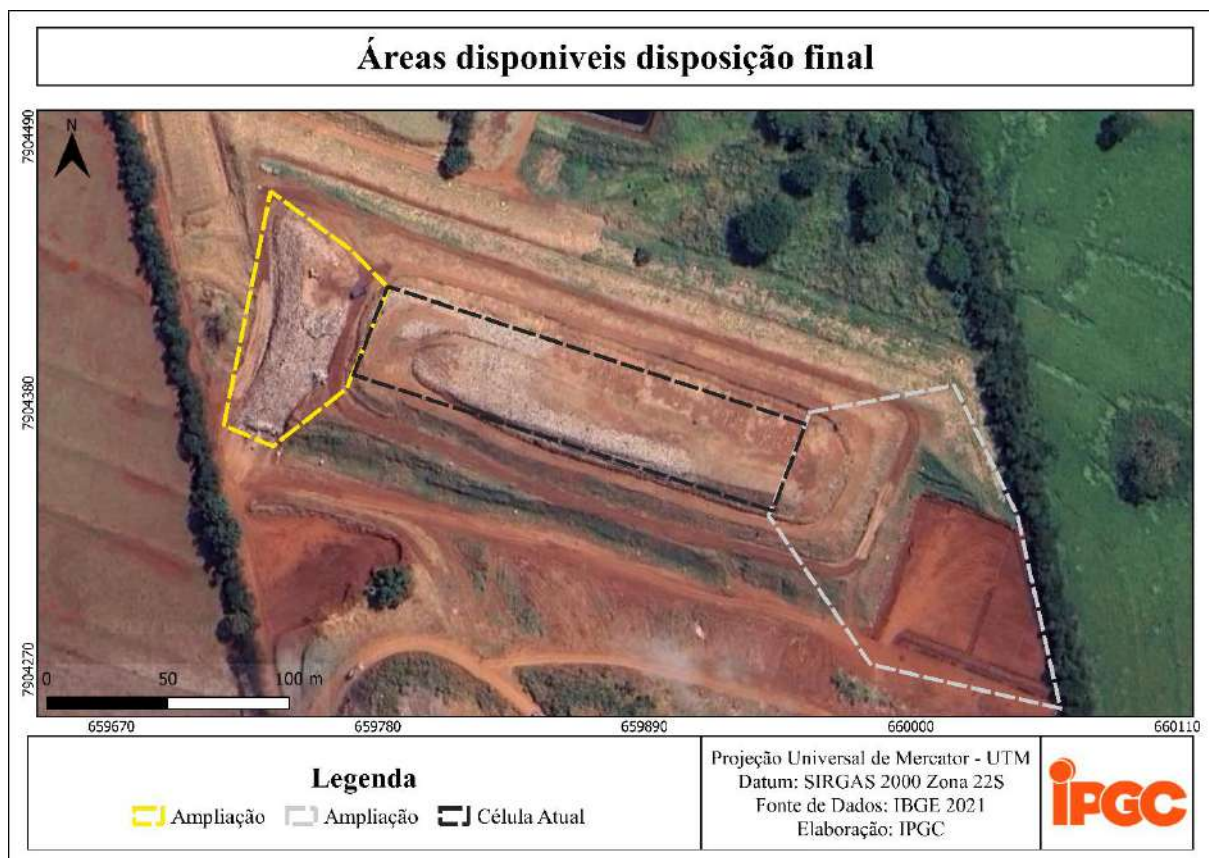 Áreas disponiveis disposição final
N
7904490
7904380
7904270
0 50 100 m
659670 659780 659890 660000 660110
Legenda
Ampliação Ampliação Célula Atual
Projeção Universal de Mercator - UTM
Datum: SIRGAS 2000 Zona 22S
Fonte de Dados: IBGE 2021
Elaboração: IPGC
IPGC